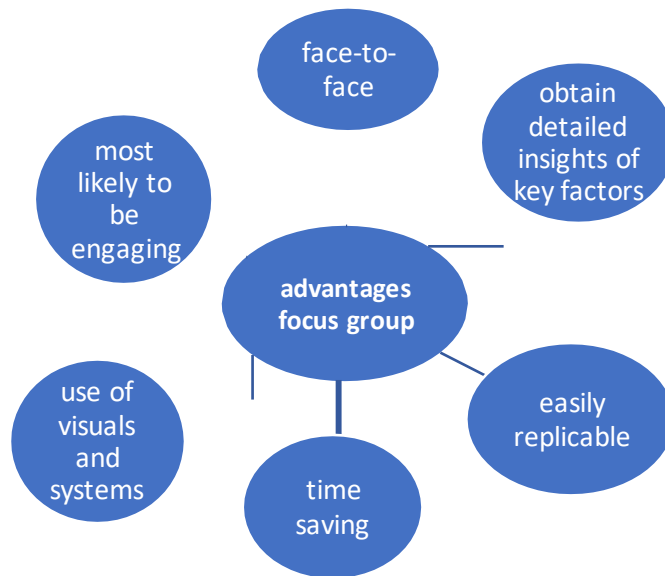 face-to-
face
obtain
detailed
insights of
key factors
most
likely to
be
engaging
advantages
focus group
use of
visuals
and
systems
easily
replicable
time
saving